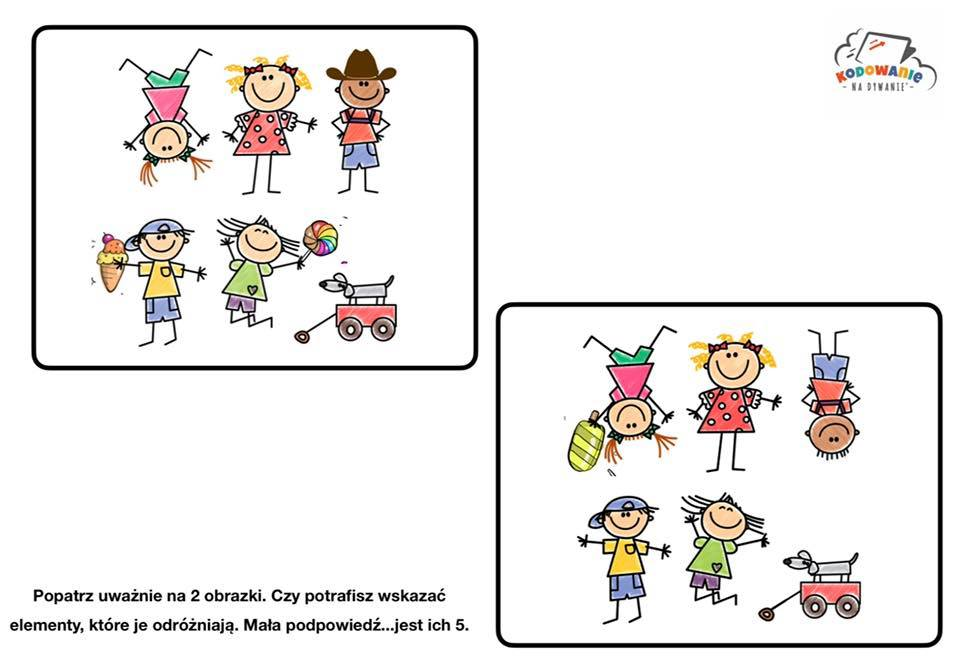 KODOWANIE
- NA DYWANIE® -
Popatrz uważnie na 2 obrazki. Czy potrafisz wskazać
elementy, które je odróżniają. Mała podpowiedź...jest ich 5.